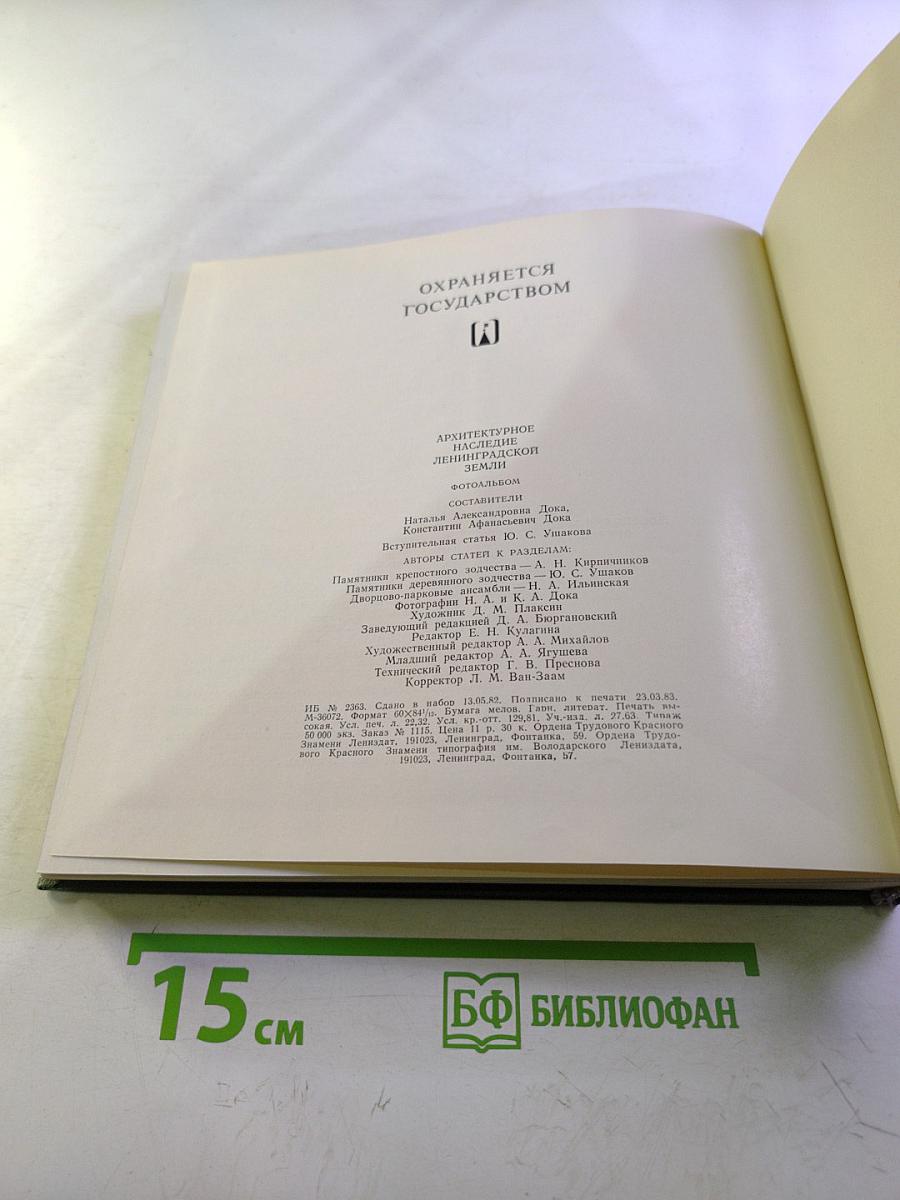 ОХРАНЯЕТСЯ
ГОСУДАРСТВОМ
АРХИТЕКТУРНОЕ
НАСЛЕДИЕ
ЛЕНИНГРАДСКОЙ
ЗЕМЛИ
ФОТОАЛЬБОМ
СОСТАВИТЕЛИ
Наталья Александровна Дока,
Константин Афанасьевич Дока
Вступительная статья Ю. С. Ушакова
АВТОРЫ СТАТЕЙ К РАЗДЕЛАМ:
Памятники крепостного зодчества — А. Н. Кирпичников
Памятники деревянного зодчества — Ю. С. Ушаков
Дворцово-парковые ансамбли — Н. А. Ильинская
Фотографии Н. А. и К. А. Дока
Художник Д. М. Плаксин
Заведующий редакцией Д. А. Бюргановский
Редактор Е. Н. Кулагина
Художественный редактор А. А. Михайлов
Младший редактор А. А. Ягушева
Технический редактор Г. В. Преснова
Корректор Л. М. Ван-Заам
ИБ № 2363. Сдано в набор 13.05.82. Подписано к печати 23.03.83.
М-36072. Формат 60×84¹/₁₂. Бумага мелов. Гарн. литерат. Печать вы-
сокая. Усл. печ. л. 22,32. Усл. кр.-отт. 129,81. Уч.-изд. л. 27,63. Тираж
50 000 экз. Заказ № 1115. Цена 11 р. 30 к. Ордена Трудового Красного
Знамени Лениздат, 191023, Ленинград, Фонтанка, 59. Ордена Трудо-
вого Красного Знамени типография им. Володарского Лениздата,
191023, Ленинград, Фонтанка, 57.
15 см
БФ БИБЛИОФАН